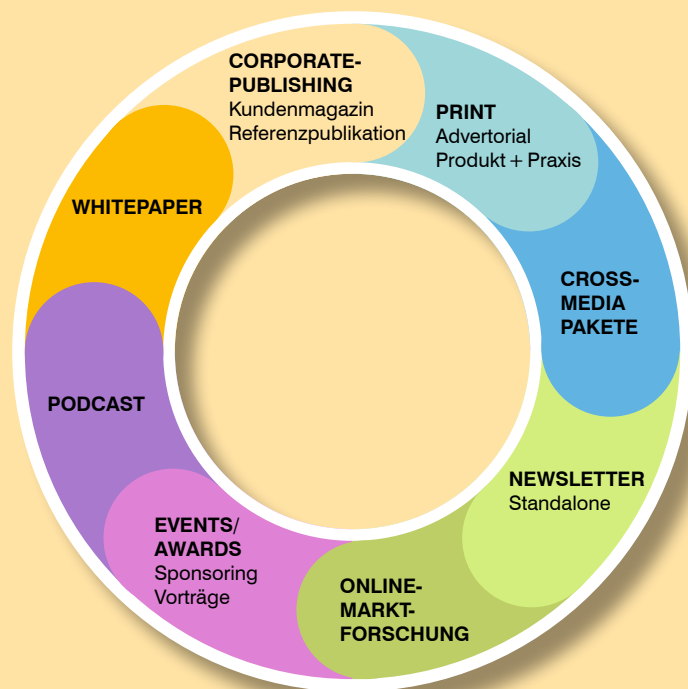 CORPORATE-
PUBLISHING
Kundenmagazin
Referenzpublikation
PRINT
Advertorial
Produkt + Praxis
CROSS-
MEDIA
PAKETE
NEWSLETTER
Standalone
ONLINE-
MARKT-
FORSCHUNG
EVENTS/
AWARDS
Sponsoring
Vorträge
PODCAST
WHITEPAPER